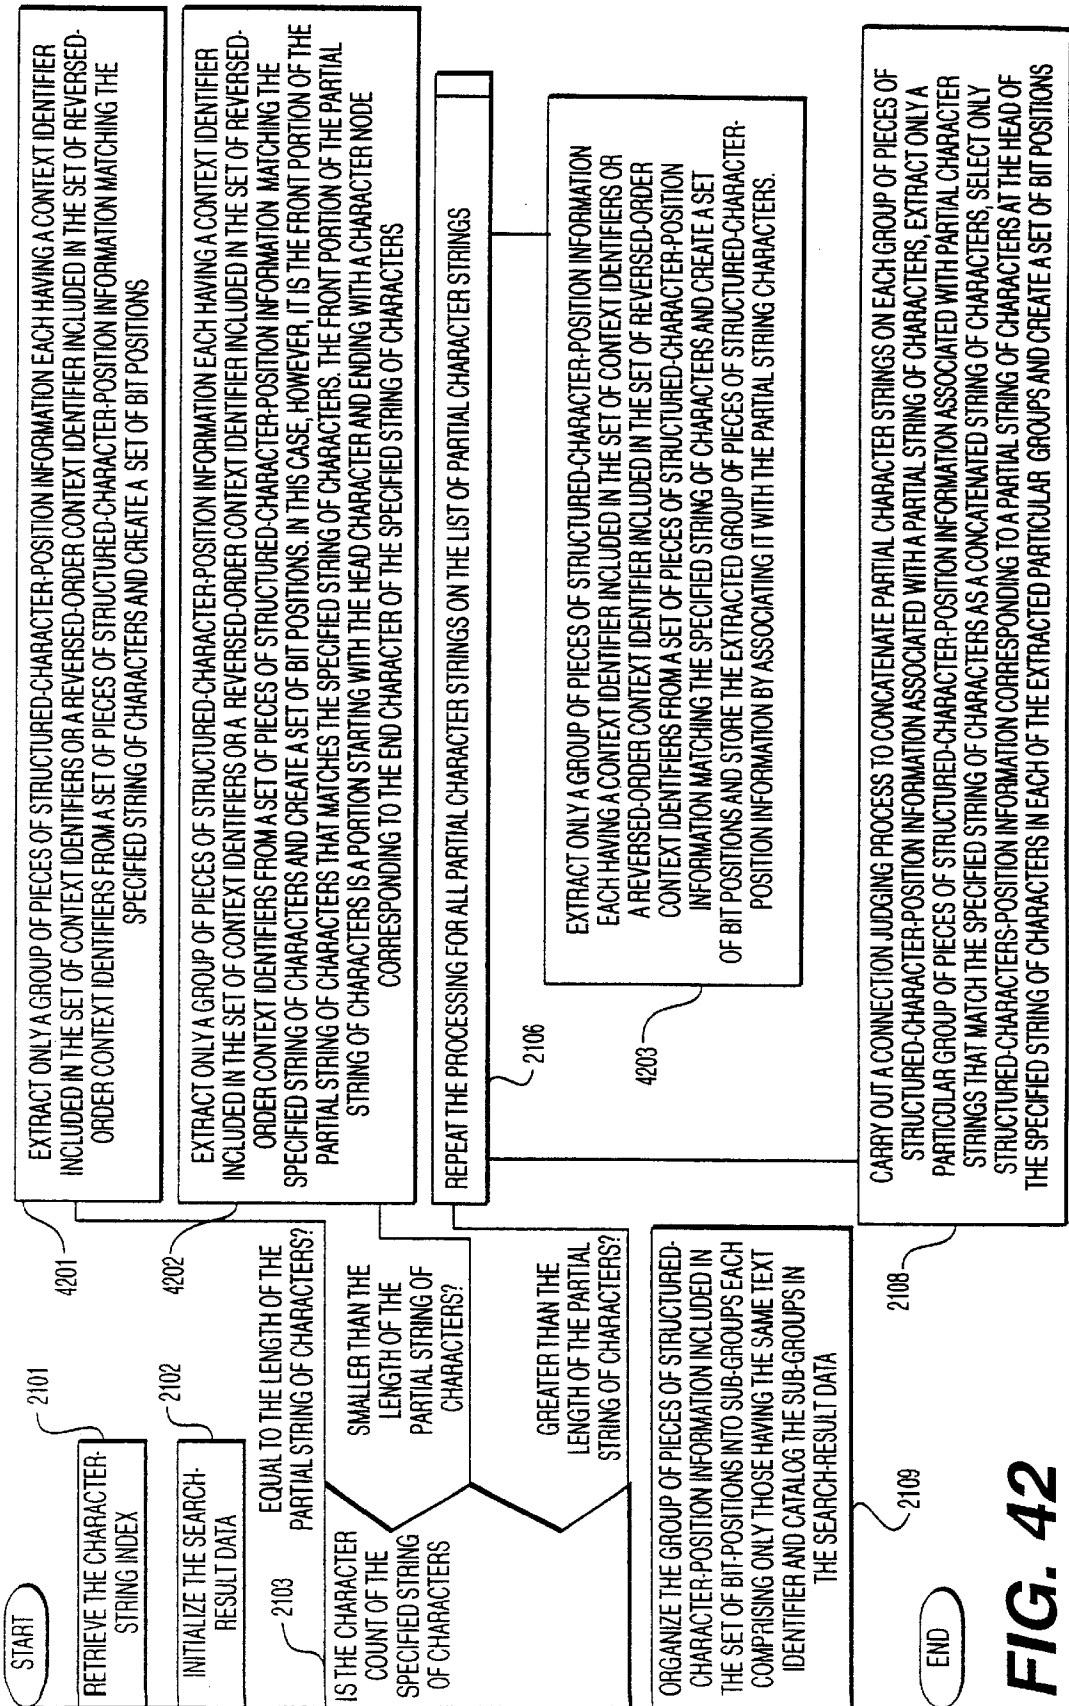 START
RETRIEVE THE CHARACTER-
STRING INDEX
2101
INITIALIZE THE SEARCH-
RESULT DATA
2102
2103
IS THE CHARACTER
COUNT OF THE
SPECIFIED STRING
OF CHARACTERS
EQUAL TO THE LENGTH OF THE
PARTIAL STRING OF CHARACTERS?
4201
EXTRACT ONLY A GROUP OF PIECES OF STRUCTURED-CHARACTER-POSITION INFORMATION EACH HAVING A CONTEXT IDENTIFIER
INCLUDED IN THE SET OF CONTEXT IDENTIFIERS OR A REVERSED-ORDER CONTEXT IDENTIFIER INCLUDED IN THE SET OF REVERSED-
ORDER CONTEXT IDENTIFIERS FROM A SET OF PIECES OF STRUCTURED-CHARACTER-POSITION INFORMATION MATCHING THE
SPECIFIED STRING OF CHARACTERS AND CREATE A SET OF BIT POSITIONS
SMALLER THAN THE
LENGTH OF THE
PARTIAL STRING OF
CHARACTERS?
4202
EXTRACT ONLY A GROUP OF PIECES OF STRUCTURED-CHARACTER-POSITION INFORMATION EACH HAVING A CONTEXT IDENTIFIER
INCLUDED IN THE SET OF CONTEXT IDENTIFIERS OR A REVERSED-ORDER CONTEXT IDENTIFIER INCLUDED IN THE SET OF REVERSED-
ORDER CONTEXT IDENTIFIERS FROM A SET OF PIECES OF STRUCTURED-CHARACTER-POSITION INFORMATION MATCHING THE
SPECIFIED STRING OF CHARACTERS AND CREATE A SET OF BIT POSITIONS. IN THIS CASE, HOWEVER, IT IS THE FRONT PORTION OF THE
PARTIAL STRING OF CHARACTERS THAT MATCHES THE SPECIFIED STRING OF CHARACTERS. THE FRONT PORTION OF THE PARTIAL
STRING OF CHARACTERS IS A PORTION STARTING WITH THE HEAD CHARACTER AND ENDING WITH A CHARACTER NODE
CORRESPONDING TO THE END CHARACTER OF THE SPECIFIED STRING OF CHARACTERS
GREATER THAN THE
LENGTH OF THE PARTIAL
STRING OF CHARACTERS?
REPEAT THE PROCESSING FOR ALL PARTIAL CHARACTER STRINGS ON THE LIST OF PARTIAL CHARACTER STRINGS
2106
EXTRACT ONLY A GROUP OF PIECES OF STRUCTURED-CHARACTER-POSITION INFORMATION
EACH HAVING A CONTEXT IDENTIFIER INCLUDED IN THE SET OF CONTEXT IDENTIFIERS OR
A REVERSED-ORDER CONTEXT IDENTIFIER INCLUDED IN THE SET OF REVERSED-ORDER
CONTEXT IDENTIFIERS FROM A SET OF PIECES OF STRUCTURED-CHARACTER-POSITION
INFORMATION MATCHING THE SPECIFIED STRING OF CHARACTERS AND CREATE A SET
OF BIT POSITIONS AND STORE THE EXTRACTED GROUP OF PIECES OF STRUCTURED-CHARACTER-
POSITION INFORMATION BY ASSOCIATING IT WITH THE PARTIAL STRING CHARACTERS.
4203
CARRY OUT A CONNECTION JUDGING PROCESS TO CONCATENATE PARTIAL CHARACTER STRINGS ON EACH GROUP OF PIECES OF
STRUCTURED-CHARACTER-POSITION INFORMATION ASSOCIATED WITH A PARTIAL STRING OF CHARACTERS, EXTRACT ONLY A
PARTICULAR GROUP OF PIECES OF STRUCTURED-CHARACTER-POSITION INFORMATION ASSOCIATED WITH PARTIAL CHARACTER
STRINGS THAT MATCH THE SPECIFIED STRING OF CHARACTERS AS A CONCATENATED STRING OF CHARACTERS, SELECT ONLY
STRUCTURED-CHARACTERS-POSITION INFORMATION CORRESPONDING TO A PARTIAL STRING OF CHARACTERS AT THE HEAD OF
THE SPECIFIED STRING OF CHARACTERS IN EACH OF THE EXTRACTED PARTICULAR GROUPS AND CREATE A SET OF BIT POSITIONS
2108
ORGANIZE THE GROUP OF PIECES OF STRUCTURED-
CHARACTER-POSITION INFORMATION INCLUDED IN
THE SET OF BIT-POSITIONS INTO SUB-GROUPS EACH
COMPRISING ONLY THOSE HAVING THE SAME TEXT
IDENTIFIER AND CATALOG THE SUB-GROUPS IN
THE SEARCH-RESULT DATA
2109
END
FIG. 42